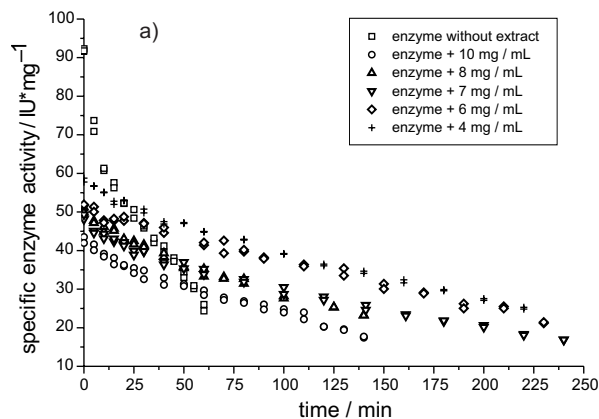 a)
enzyme without extract
enzyme + 10 mg / mL
enzyme + 8 mg / mL
enzyme + 7 mg / mL
enzyme + 6 mg / mL
enzyme + 4 mg / mL
specific enzyme activity / IU*mg⁻¹
100
90
80
70
60
50
40
30
20
10
0 25 50 75 100 125 150 175 200 225 250
time / min